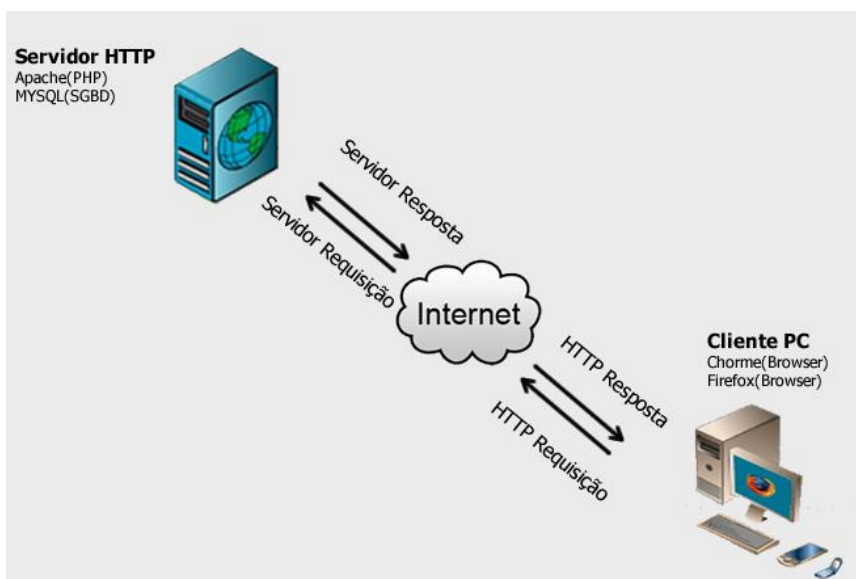 Servidor HTTP
Apache(PHP)
MYSQL(SGBD)
Servidor Resposta
Servidor Requisição
Internet
HTTP Resposta
HTTP Requisição
Cliente PC
Chorme(Browser)
Firefox(Browser)